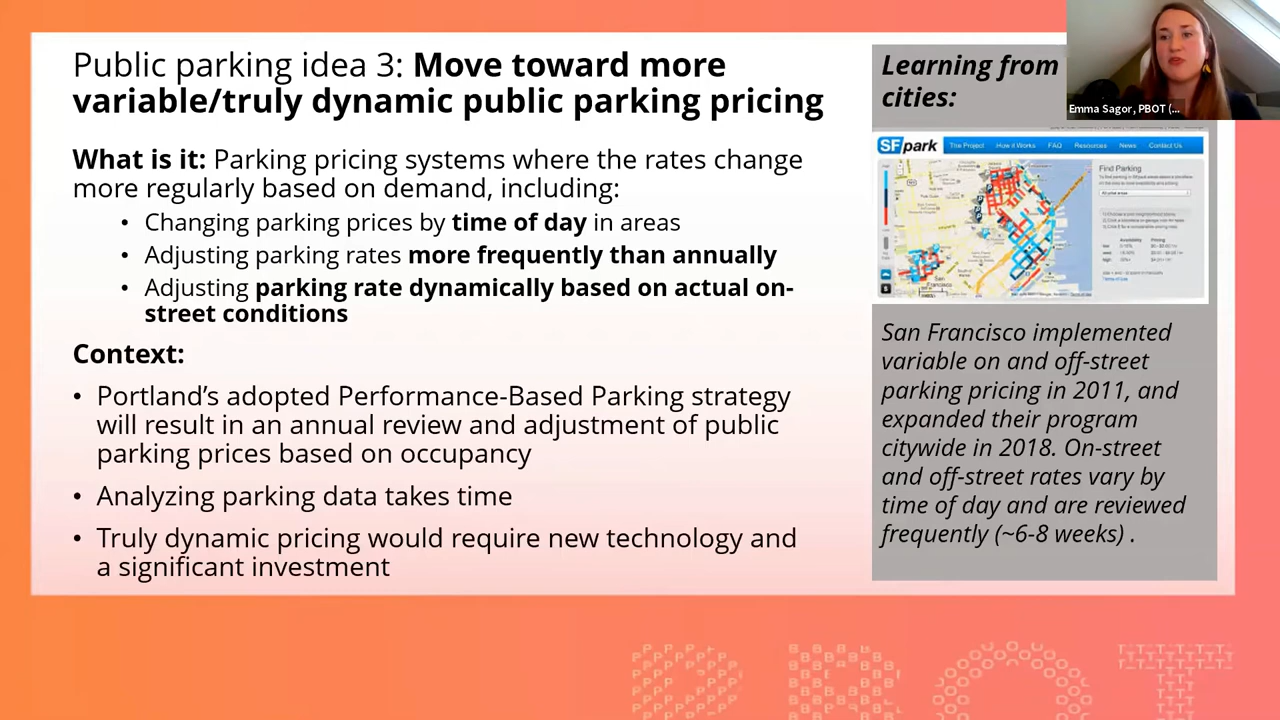 Public parking idea 3: Move toward more
variable/truly dynamic public parking pricing
What is it: Parking pricing systems where the rates change
more regularly based on demand, including:
• Changing parking prices by time of day in areas
• Adjusting parking rates more frequently than annually
• Adjusting parking rate dynamically based on actual on-
street conditions
Context:
• Portland’s adopted Performance-Based Parking strategy
will result in an annual review and adjustment of public
parking prices based on occupancy
• Analyzing parking data takes time
• Truly dynamic pricing would require new technology and
a significant investment
Learning from
cities:
Emma Sagor, PBOT (...
SFpark
The Project How it Works FAQ Resources News Contact Us
Find Parking
Availability Pricing
San
Francisco
San Francisco implemented
variable on and off-street
parking pricing in 2011, and
expanded their program
citywide in 2018. On-street
and off-street rates vary by
time of day and are reviewed
frequently (~6-8 weeks) .
PBOT